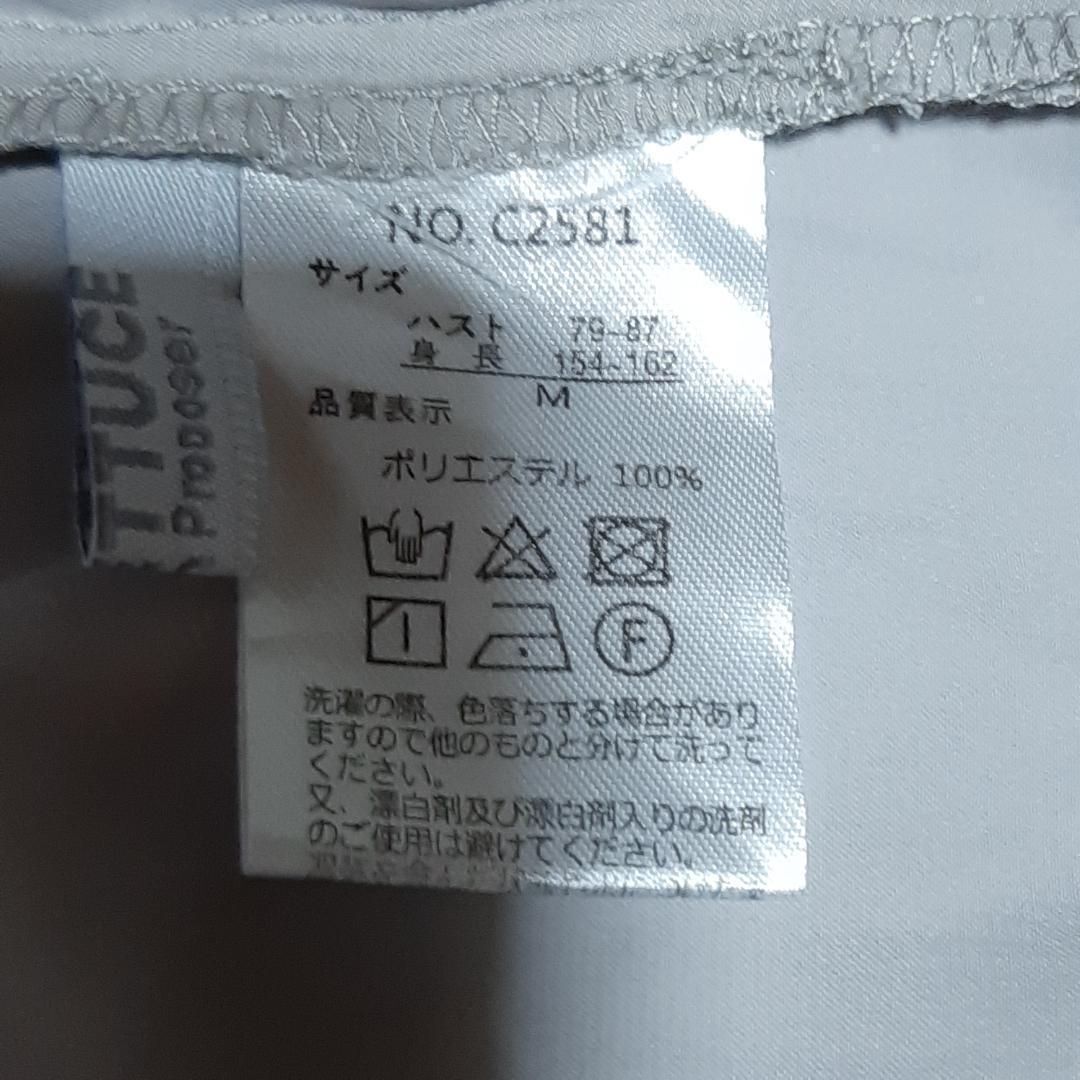 NO. C2581
サイズ
バスト 79-87
身 長 154-162
M
品質表示
ポリエステル 100%
F
洗濯の際、色落ちする場合があり
ますので他のものと分けて洗って
ください。
又、漂白剤及び漂白剤入りの洗剤
のご使用は避けてください。
TTUCE
Proposer